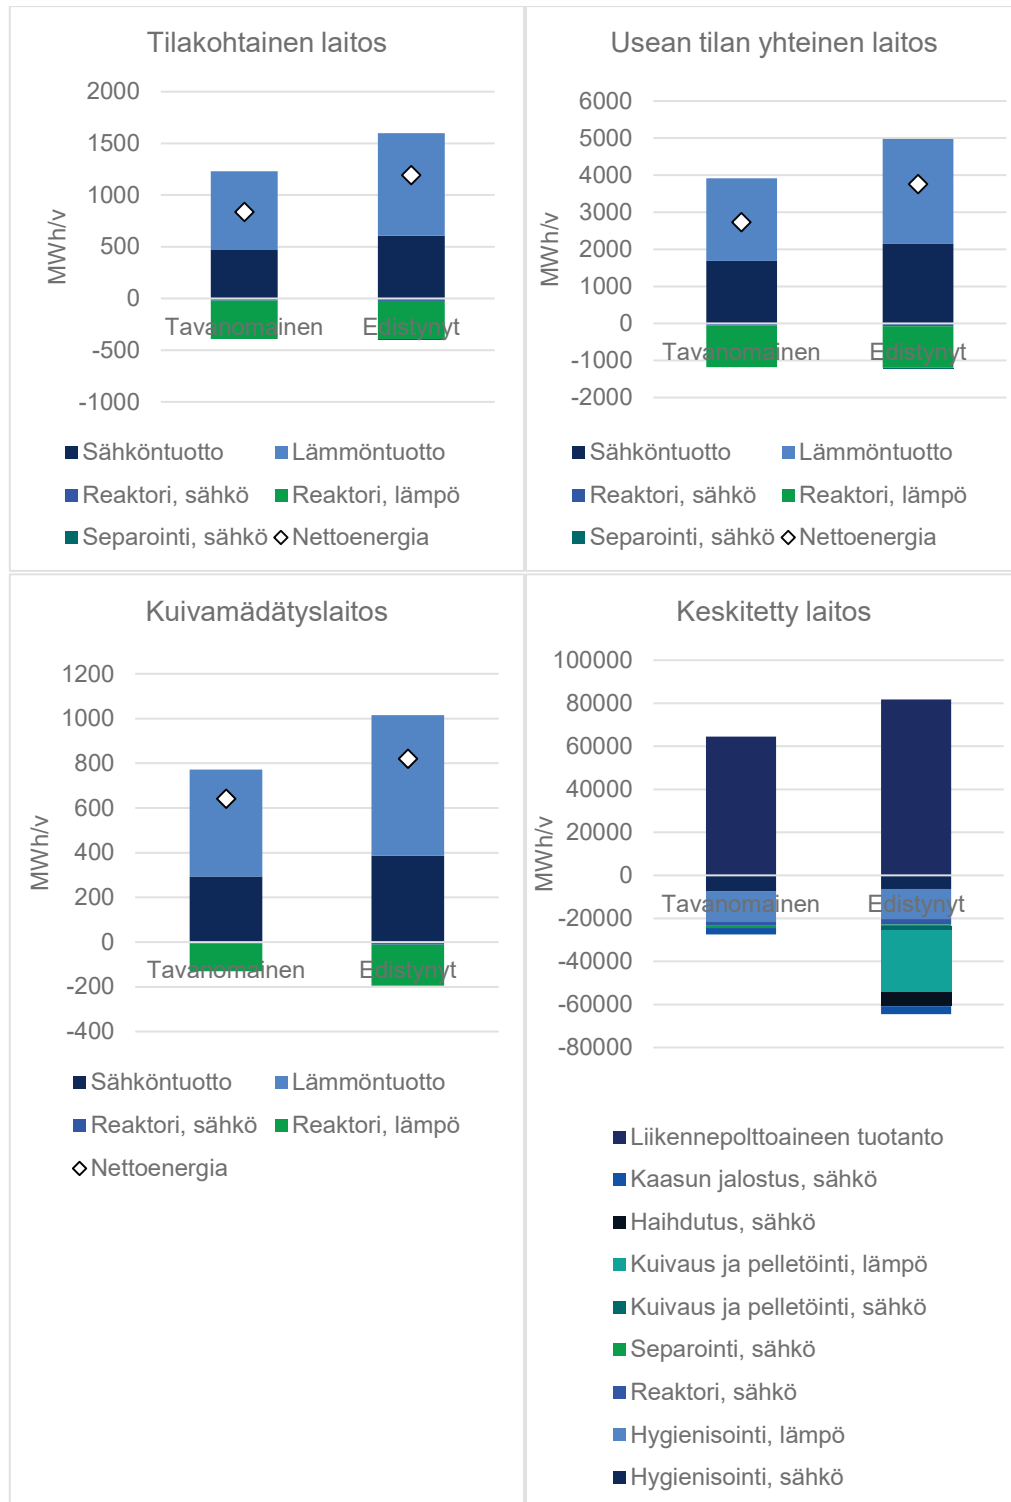 Tilakohtainen laitos
2000
1500
1000
500
0
-500
-1000
MWh/v
Tavanomainen Edistynyt
Sähköntuotto Lämmöntuotto
Reaktori, sähkö Reaktori, lämpö
Separointi, sähkö Nettoenergia
Usean tilan yhteinen laitos
6000
5000
4000
3000
2000
1000
0
-1000
-2000
MWh/v
Tavanomainen Edistynyt
Sähköntuotto Lämmöntuotto
Reaktori, sähkö Reaktori, lämpö
Separointi, sähkö Nettoenergia
Kuivamädätyslaitos
1200
1000
800
600
400
200
0
-200
-400
MWh/v
Tavanomainen Edistynyt
Sähköntuotto Lämmöntuotto
Reaktori, sähkö Reaktori, lämpö
Nettoenergia
Keskitetty laitos
100000
80000
60000
40000
20000
0
-20000
-40000
-60000
-80000
MWh/v
Tavanomainen Edistynyt
Liikennepolttoaineen tuotanto
Kaasun jalostus, sähkö
Haihdutus, sähkö
Kuivaus ja pelletöinti, lämpö
Kuivaus ja pelletöinti, sähkö
Separointi, sähkö
Reaktori, sähkö
Hygienisointi, lämpö
Hygienisointi, sähkö